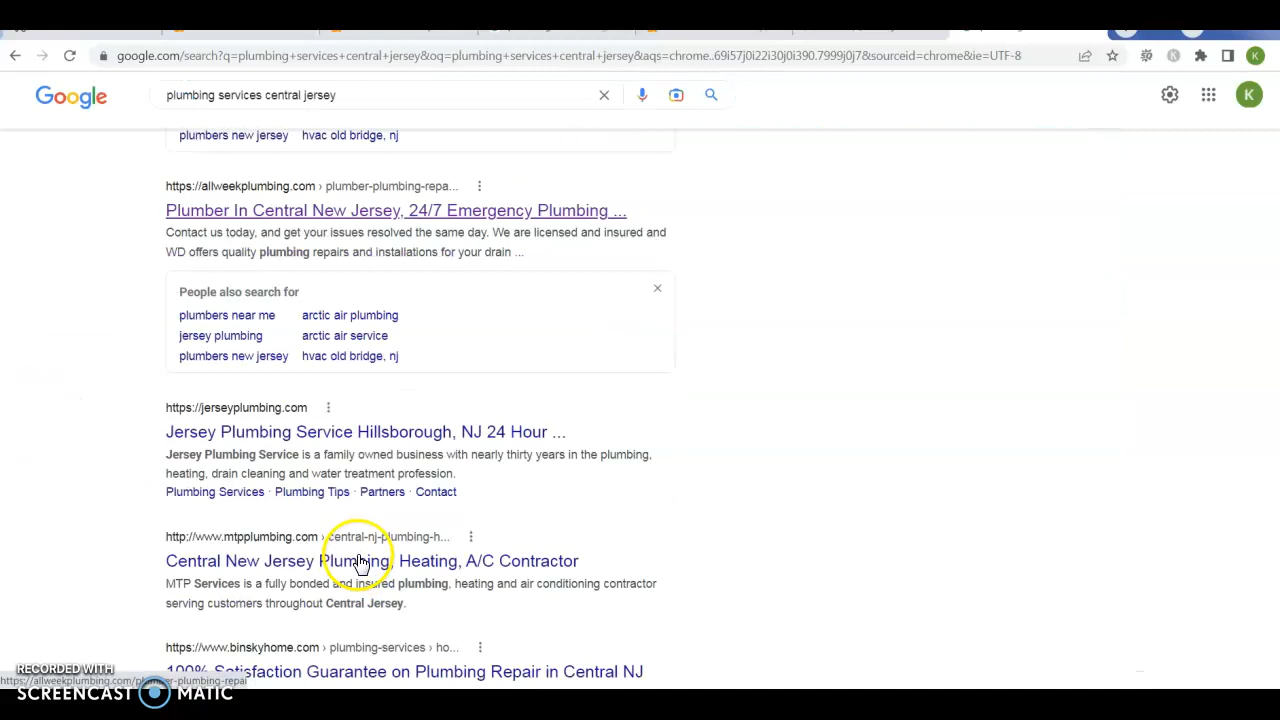 google.com/search?q=plumbing+services+central+jersey&oq=plumbing+services+central+jersey&aqs=chrome..69i57j0i22i30j0i390.7999j0j7&sourceid=chrome&ie=UTF-8
K
Google
plumbing services central jersey
K
plumbers new jersey hvac old bridge, nj
https://allweekplumbing.com › plumber-plumbing-repa...
Plumber In Central New Jersey, 24/7 Emergency Plumbing ...
Contact us today, and get your issues resolved the same day. We are licensed and insured and
WD offers quality plumbing repairs and installations for your drain ...
People also search for
plumbers near me arctic air plumbing
jersey plumbing arctic air service
plumbers new jersey hvac old bridge, nj
https://jerseyplumbing.com
Jersey Plumbing Service Hillsborough, NJ 24 Hour ...
Jersey Plumbing Service is a family owned business with nearly thirty years in the plumbing,
heating, drain cleaning and water treatment profession.
Plumbing Services · Plumbing Tips · Partners · Contact
http://www.mtpplumbing.com › central-nj-plumbing-h...
Central New Jersey Plumbing, Heating, A/C Contractor
MTP Services is a fully bonded and insured plumbing, heating and air conditioning contractor
serving customers throughout Central Jersey.
https://www.binskyhome.com › plumbing-services › ho...
100% Satisfaction Guarantee on Plumbing Repair in Central NJ
https://allweekplumbing.com/plumber-plumbing-repai
RECORDED WITH
SCREENCAST MATIC